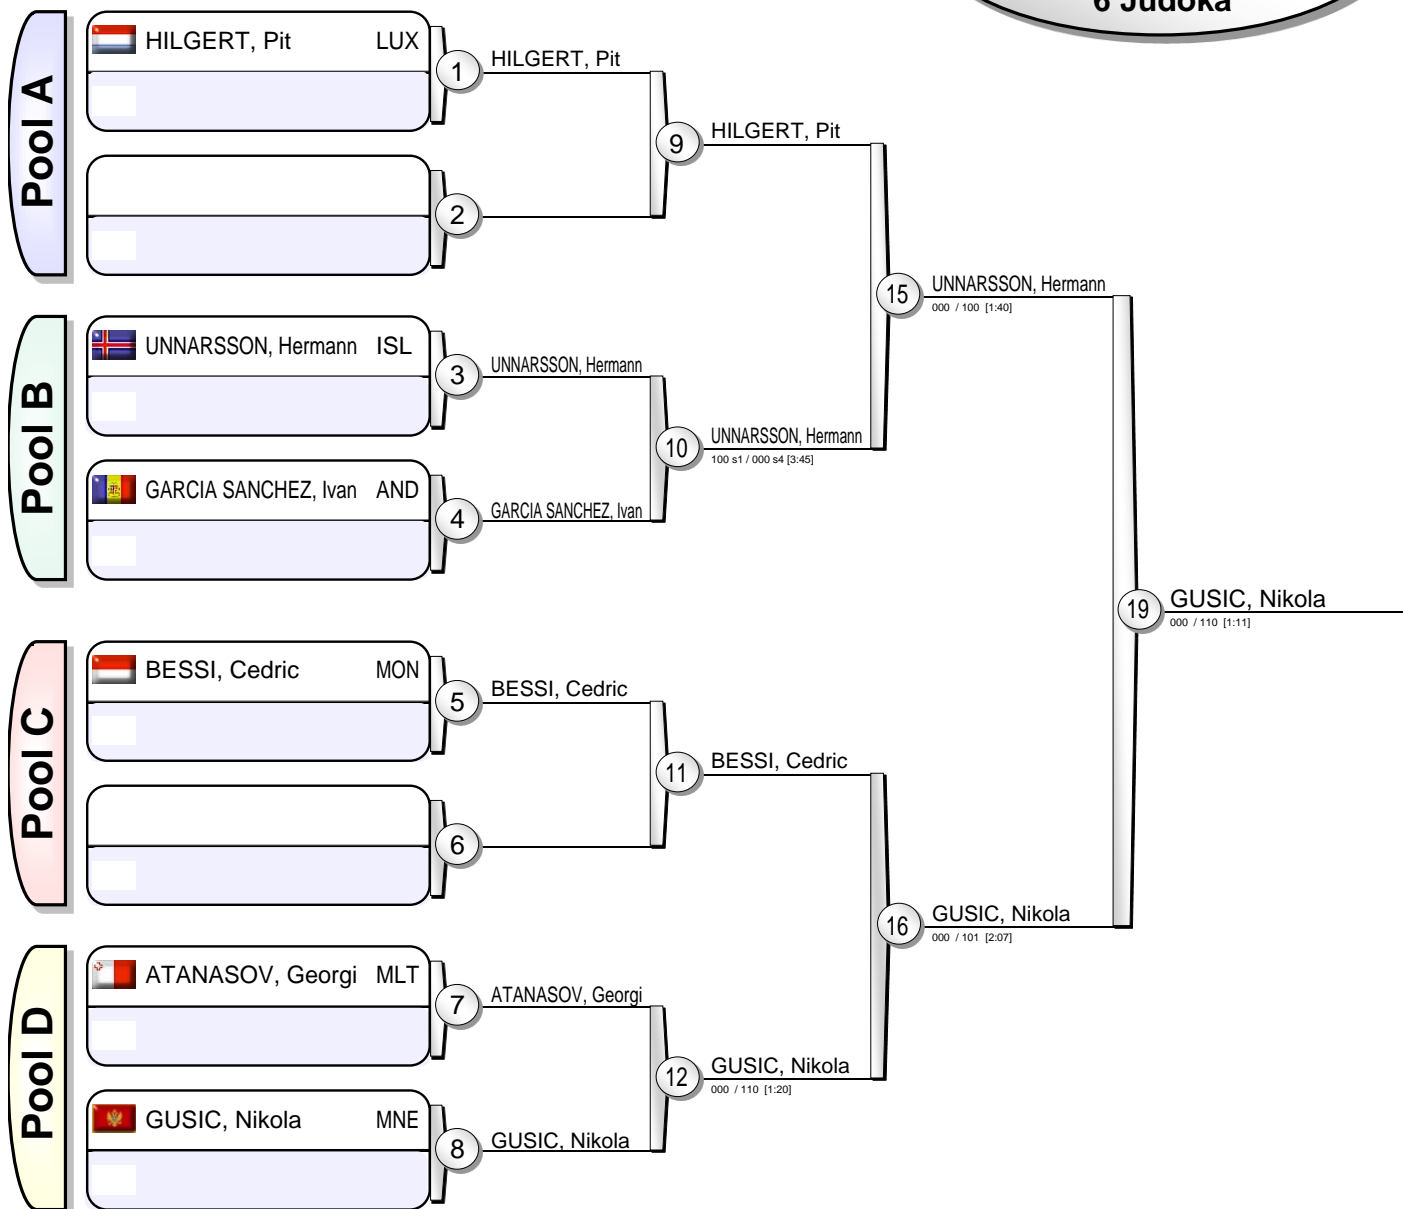 6 Judoka
Pool A
HILGERT, Pit LUX
1
HILGERT, Pit
2
9
HILGERT, Pit
Pool B
UNNARSSON, Hermann ISL
3
UNNARSSON, Hermann
GARCIA SANCHEZ, Ivan AND
4
GARCIA SANCHEZ, Ivan
10
UNNARSSON, Hermann
100 s1 / 000 s4 [3:45]
15
UNNARSSON, Hermann
000 / 100 [1:40]
Pool C
BESSI, Cedric MON
5
BESSI, Cedric
6
11
BESSI, Cedric
Pool D
ATANASOV, Georgi MLT
7
ATANASOV, Georgi
GUSIC, Nikola MNE
8
GUSIC, Nikola
12
GUSIC, Nikola
000 / 110 [1:20]
16
GUSIC, Nikola
000 / 101 [2:07]
19
GUSIC, Nikola
000 / 110 [1:11]